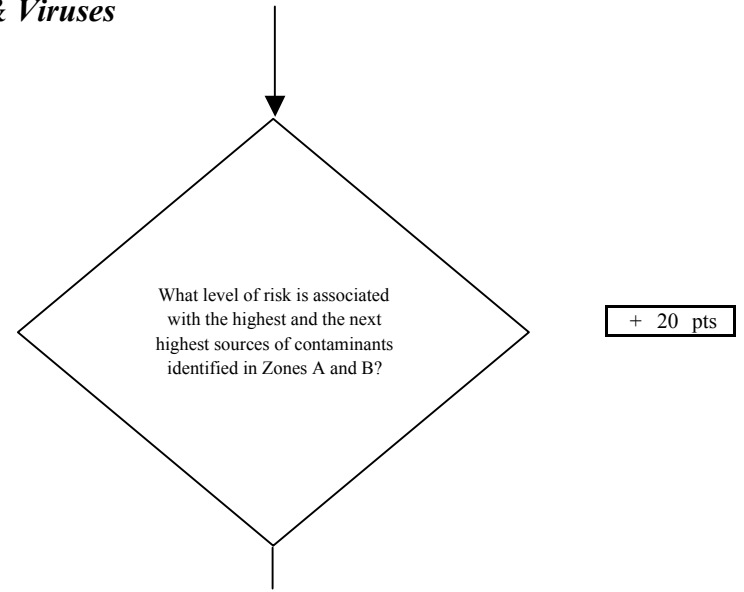 & Viruses
What level of risk is associated
with the highest and the next
highest sources of contaminants
identified in Zones A and B?
+ 20 pts